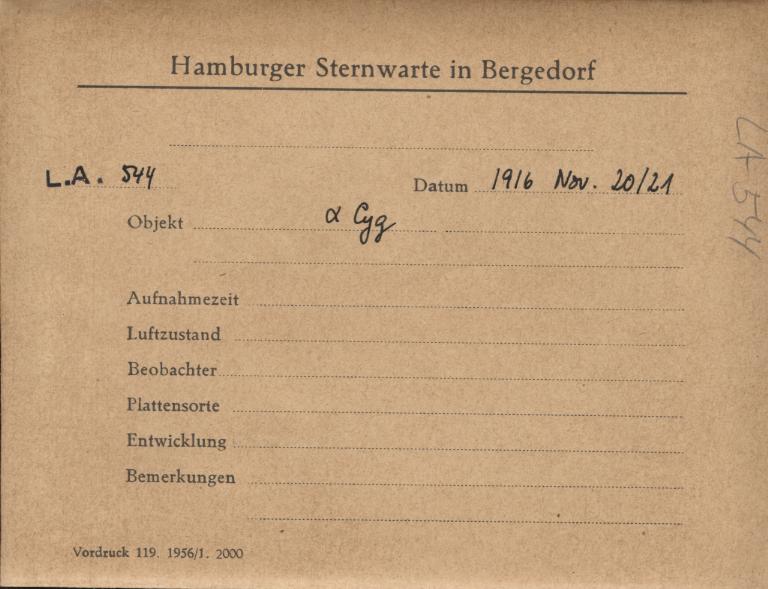 Hamburger Sternwarte in Bergedorf
L.A. 544 Datum 1916 Nov. 20/21
Objekt α Cyg
Aufnahmezeit
Luftzustand
Beobachter
Plattensorte
Entwicklung
Bemerkungen
Vordruck 119. 1956/1. 2000
LA 544